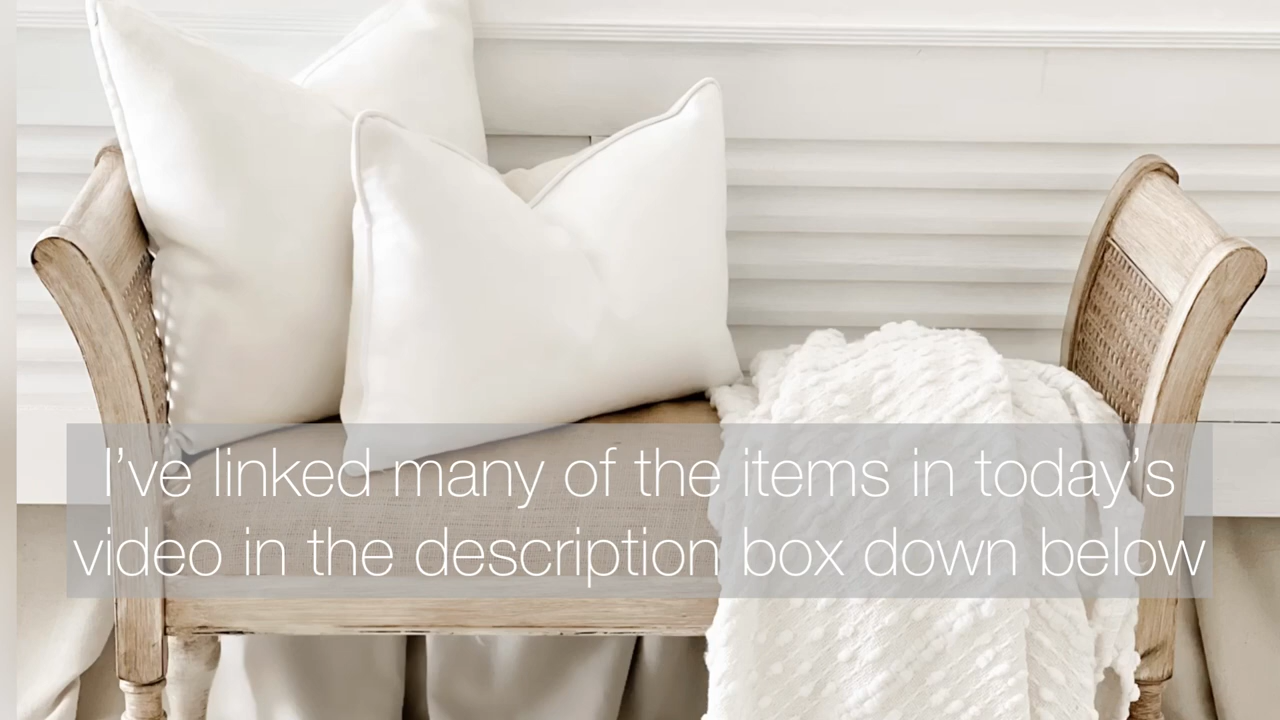 I’ve linked many of the items in today’s
video in the description box down below